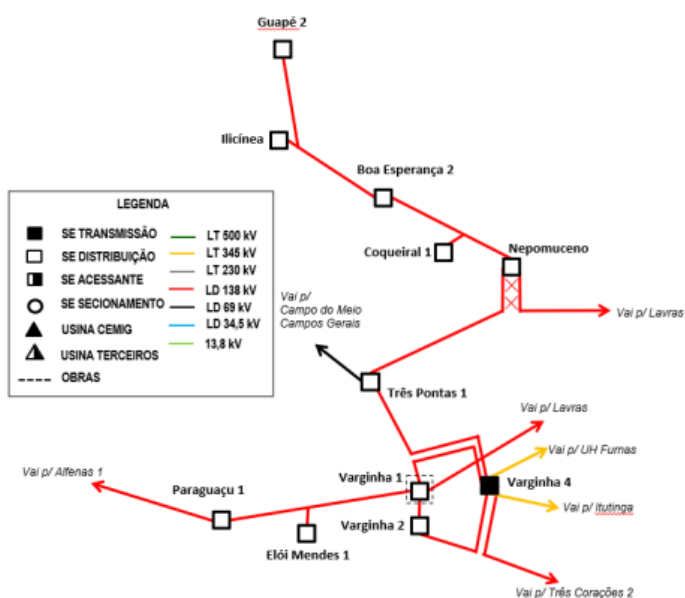 Guapé 2
Ilicínea
Boa Esperança 2
Coqueiral 1
Nepomuceno
LEGENDA
SE TRANSMISSÃO
SE DISTRIBUIÇÃO
SE ACESSANTE
SE SECIONAMENTO
USINA CEMIG
USINA TERCEIROS
OBRAS
LT 500 kV
LT 345 kV
LT 230 kV
LD 138 kV
LD 69 kV
LD 34,5 kV
13,8 kV
Vai p/
Campo do Meio
Campos Gerais
Vai p/ Lavras
Três Pontas 1
Vai p/ Lavras
Vai p/ UH Furnas
Vai p/ Alfenas 1
Paraguaçu 1
Varginha 1
Varginha 4
Vai p/ Itutinga
Varginha 2
Elói Mendes 1
Vai p/ Três Corações 2